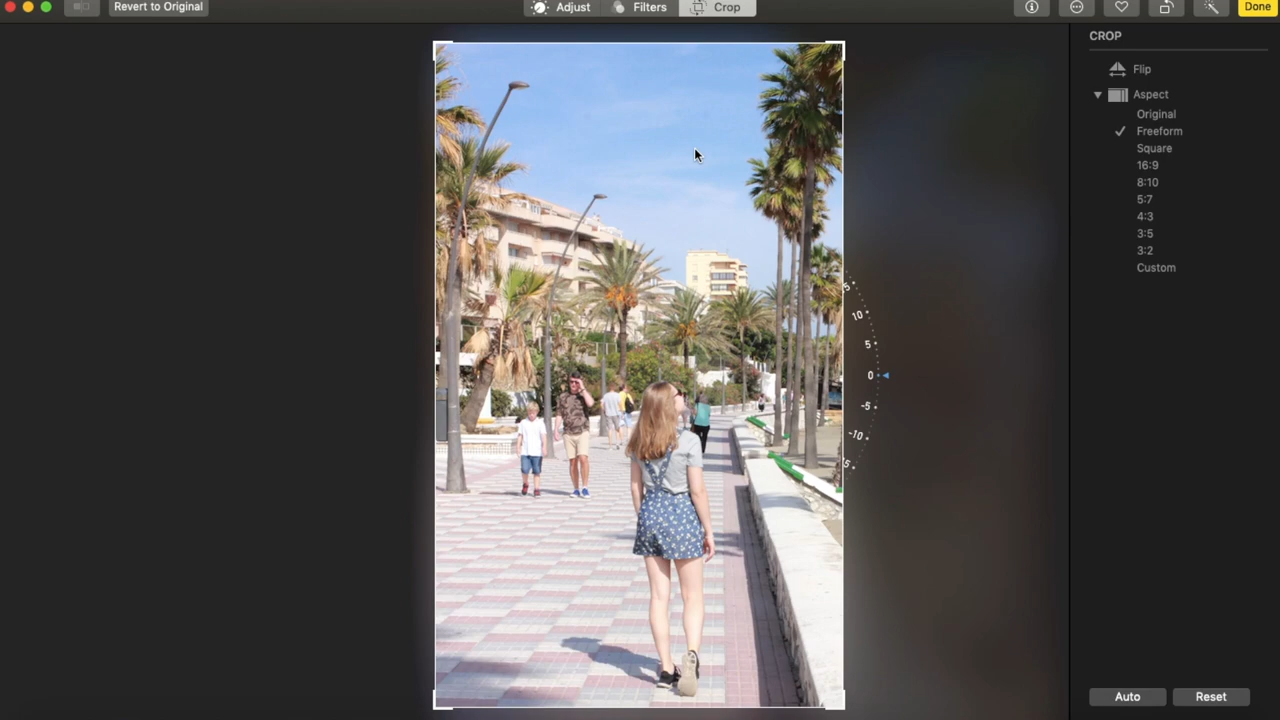 Revert to Original
Adjust
Filters
Crop
Done
CROP
Flip
Aspect
Original
Freeform
Square
16:9
8:10
5:7
4:3
3:5
3:2
Custom
10
5
0
-5
-10
Auto
Reset